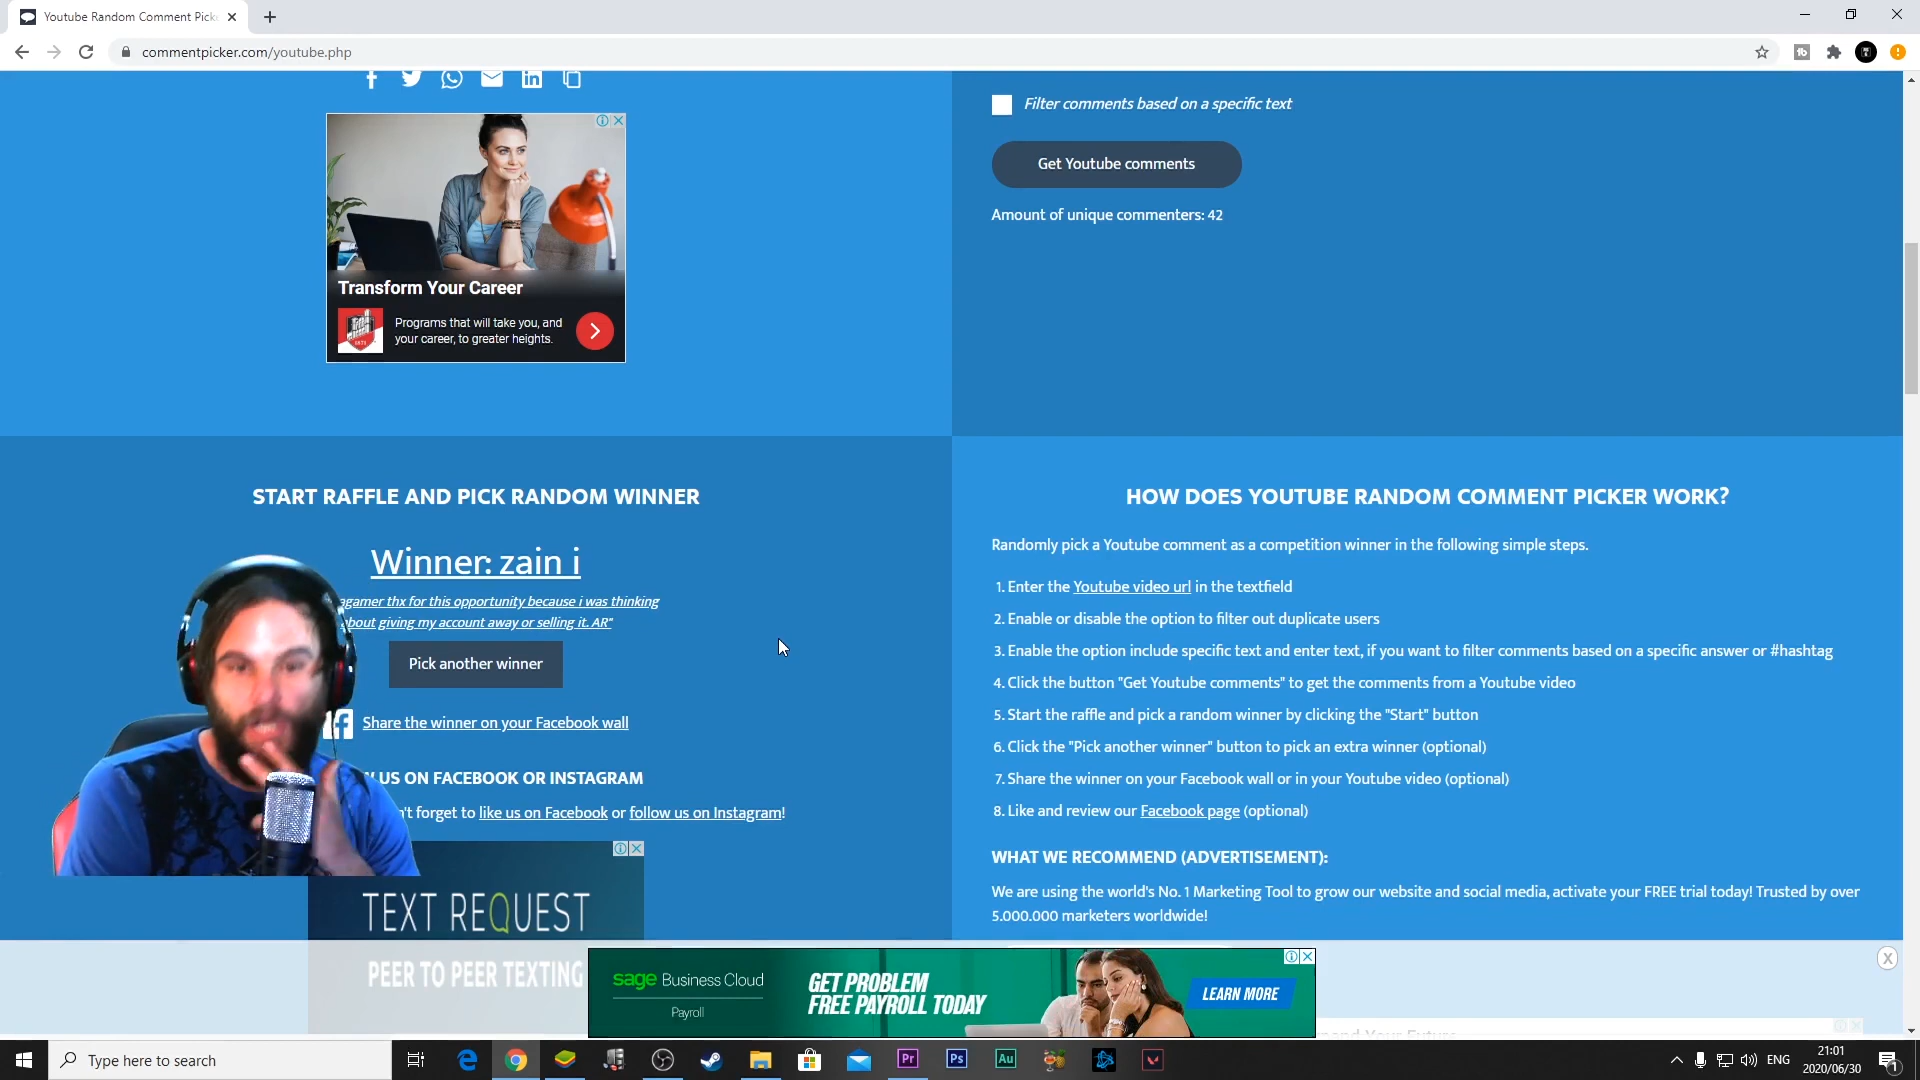 Youtube Random Comment Pick
commentpicker.com/youtube.php
Filter comments based on a specific text
Get Youtube comments
Amount of unique commenters: 42
Transform Your Career
Programs that will take you, and
your career, to greater heights.
START RAFFLE AND PICK RANDOM WINNER
Winner: zain i
agamer thx for this opportunity because i was thinking
about giving my account away or selling it. AR"
Pick another winner
Share the winner on your Facebook wall
US ON FACEBOOK OR INSTAGRAM
't forget to like us on Facebook or follow us on Instagram!
TEXT REQUEST
PEER TO PEER TEXTING
HOW DOES YOUTUBE RANDOM COMMENT PICKER WORK?
Randomly pick a Youtube comment as a competition winner in the following simple steps.
1. Enter the Youtube video url in the textfield
2. Enable or disable the option to filter out duplicate users
3. Enable the option include specific text and enter text, if you want to filter comments based on a specific answer or #hashtag
4. Click the button "Get Youtube comments" to get the comments from a Youtube video
5. Start the raffle and pick a random winner by clicking the "Start" button
6. Click the "Pick another winner" button to pick an extra winner (optional)
7. Share the winner on your Facebook wall or in your Youtube video (optional)
8. Like and review our Facebook page (optional)
WHAT WE RECOMMEND (ADVERTISEMENT):
We are using the world's No. 1 Marketing Tool to grow our website and social media, activate your FREE trial today! Trusted by over
5.000.000 marketers worldwide!
sage Business Cloud
Payroll
GET PROBLEM
FREE PAYROLL TODAY
LEARN MORE
X
Type here to search
Pr
Ps
Au
ENG
21:01
2020/06/30
1